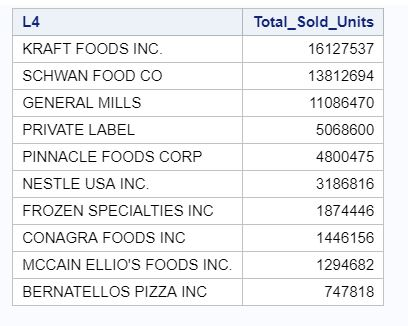 L4 Total_Sold_Units
KRAFT FOODS INC. 16127537
SCHWAN FOOD CO 13812694
GENERAL MILLS 11086470
PRIVATE LABEL 5068600
PINNACLE FOODS CORP 4800475
NESTLE USA INC. 3186816
FROZEN SPECIALTIES INC 1874446
CONAGRA FOODS INC 1446156
MCCAIN ELLIO'S FOODS INC. 1294682
BERNATELLOS PIZZA INC 747818